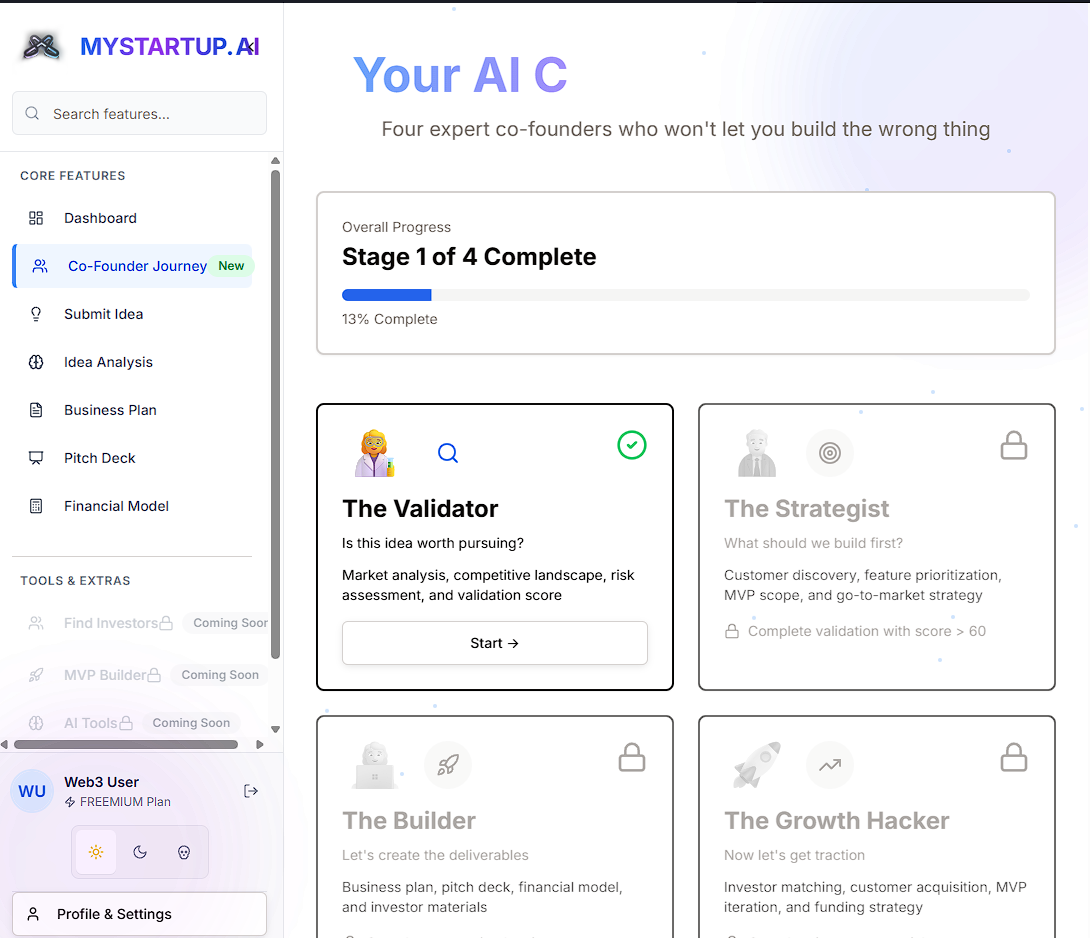 MYSTARTUP.AI
Search features...
CORE FEATURES
Dashboard
Co-Founder Journey New
Submit Idea
Idea Analysis
Business Plan
Pitch Deck
Financial Model
TOOLS & EXTRAS
Find Investors Coming Soon
MVP Builder Coming Soon
AI Tools Coming Soon
WU
Web3 User
FREEMIUM Plan
Profile & Settings
Your AI C
Four expert co-founders who won't let you build the wrong thing
Overall Progress
Stage 1 of 4 Complete
13% Complete
The Validator
Is this idea worth pursuing?
Market analysis, competitive landscape, risk
assessment, and validation score
Start →
The Strategist
What should we build first?
Customer discovery, feature prioritization,
MVP scope, and go-to-market strategy
Complete validation with score > 60
The Builder
Let's create the deliverables
Business plan, pitch deck, financial model,
and investor materials
The Growth Hacker
Now let's get traction
Investor matching, customer acquisition, MVP
iteration, and funding strategy